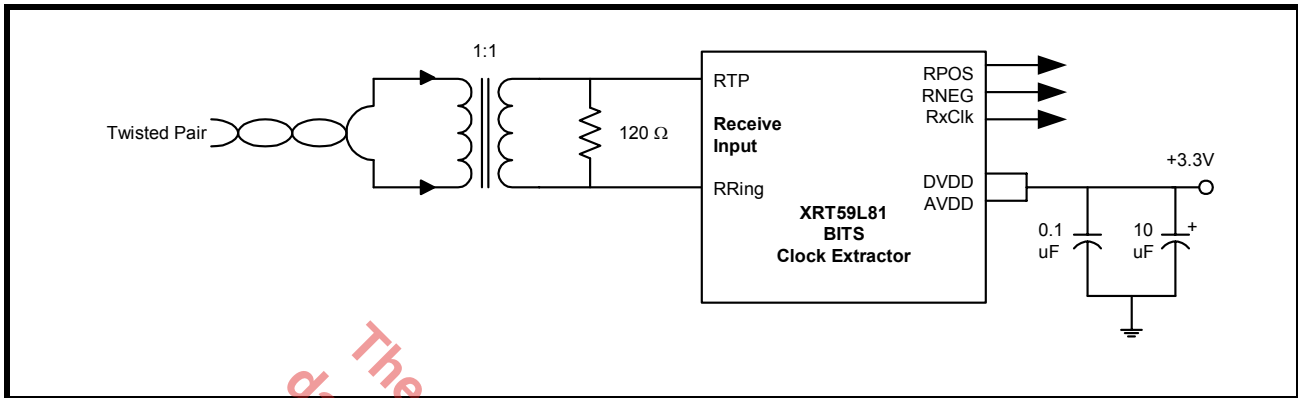 1:1
Twisted Pair
120 Ω
RTP
Receive
Input
RRing
XRT59L81
BITS
Clock Extractor
RPOS
RNEG
RxClk
DVDD
AVDD
+3.3V
0.1
uF
10
uF
+
The